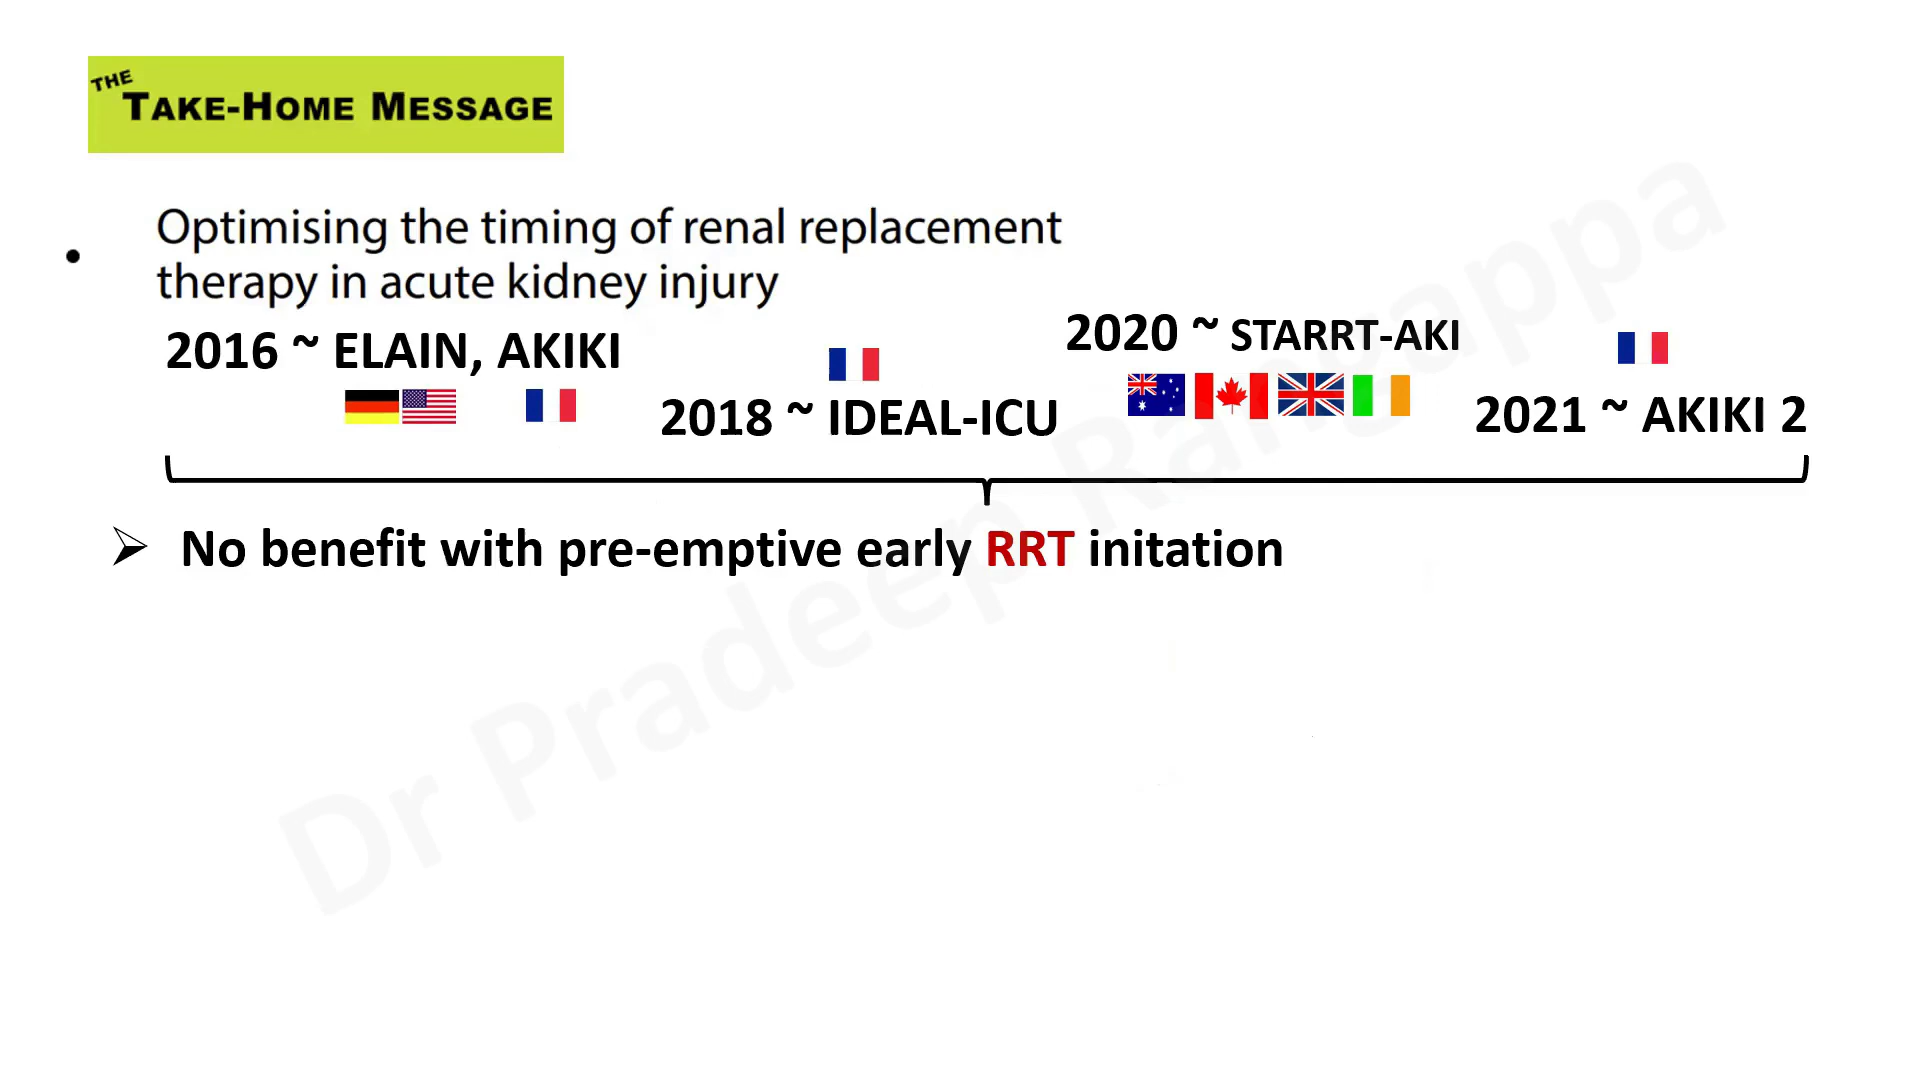 THE
TAKE-HOME MESSAGE
• Optimising the timing of renal replacement
therapy in acute kidney injury
2016 ~ ELAIN, AKIKI
2018 ~ IDEAL-ICU
2020 ~ STARRT-AKI
2021 ~ AKIKI 2
➢ No benefit with pre-emptive early RRT initation
Dr Pradeep Rangappa